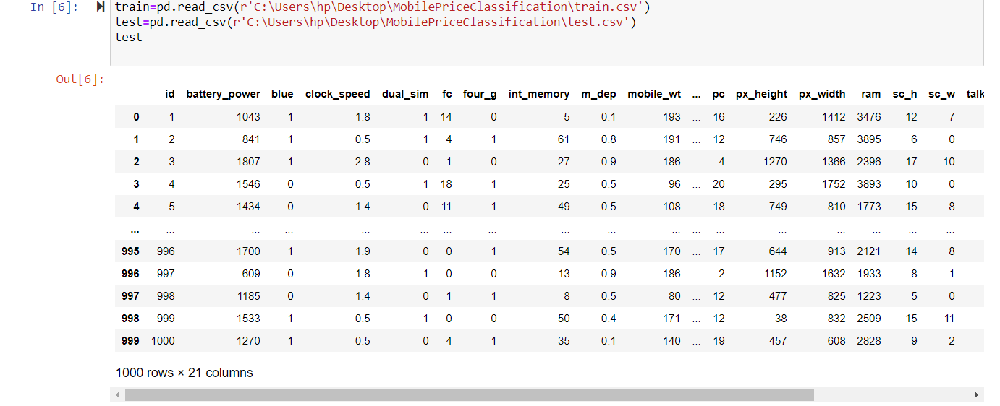 In [6]: train=pd.read_csv(r'C:\Users\hp\Desktop\MobilePriceClassification\train.csv')
test=pd.read_csv(r'C:\Users\hp\Desktop\MobilePriceClassification\test.csv')
test
Out[6]:
id battery_power blue clock_speed dual_sim fc four_g int_memory m_dep mobile_wt ... pc px_height px_width ram sc_h sc_w talk
0 1 1043 1 1.8 1 14 0 5 0.1 193 ... 16 226 1412 3476 12 7
1 2 841 1 0.5 1 4 1 61 0.8 191 ... 12 746 857 3895 6 0
2 3 1807 1 2.8 0 1 0 27 0.9 186 ... 4 1270 1366 2396 17 10
3 4 1546 0 0.5 1 18 1 25 0.5 96 ... 20 295 1752 3893 10 0
4 5 1434 0 1.4 0 11 1 49 0.5 108 ... 18 749 810 1773 15 8
... ... ... ... ... ... ... ... ... ... ... ... ... ... ... ... ... ...
995 996 1700 1 1.9 0 0 1 54 0.5 170 ... 17 644 913 2121 14 8
996 997 609 0 1.8 1 0 0 13 0.9 186 ... 2 1152 1632 1933 8 1
997 998 1185 0 1.4 0 1 1 8 0.5 80 ... 12 477 825 1223 5 0
998 999 1533 1 0.5 1 0 0 50 0.4 171 ... 12 38 832 2509 15 11
999 1000 1270 1 0.5 0 4 1 35 0.1 140 ... 19 457 608 2828 9 2
1000 rows × 21 columns